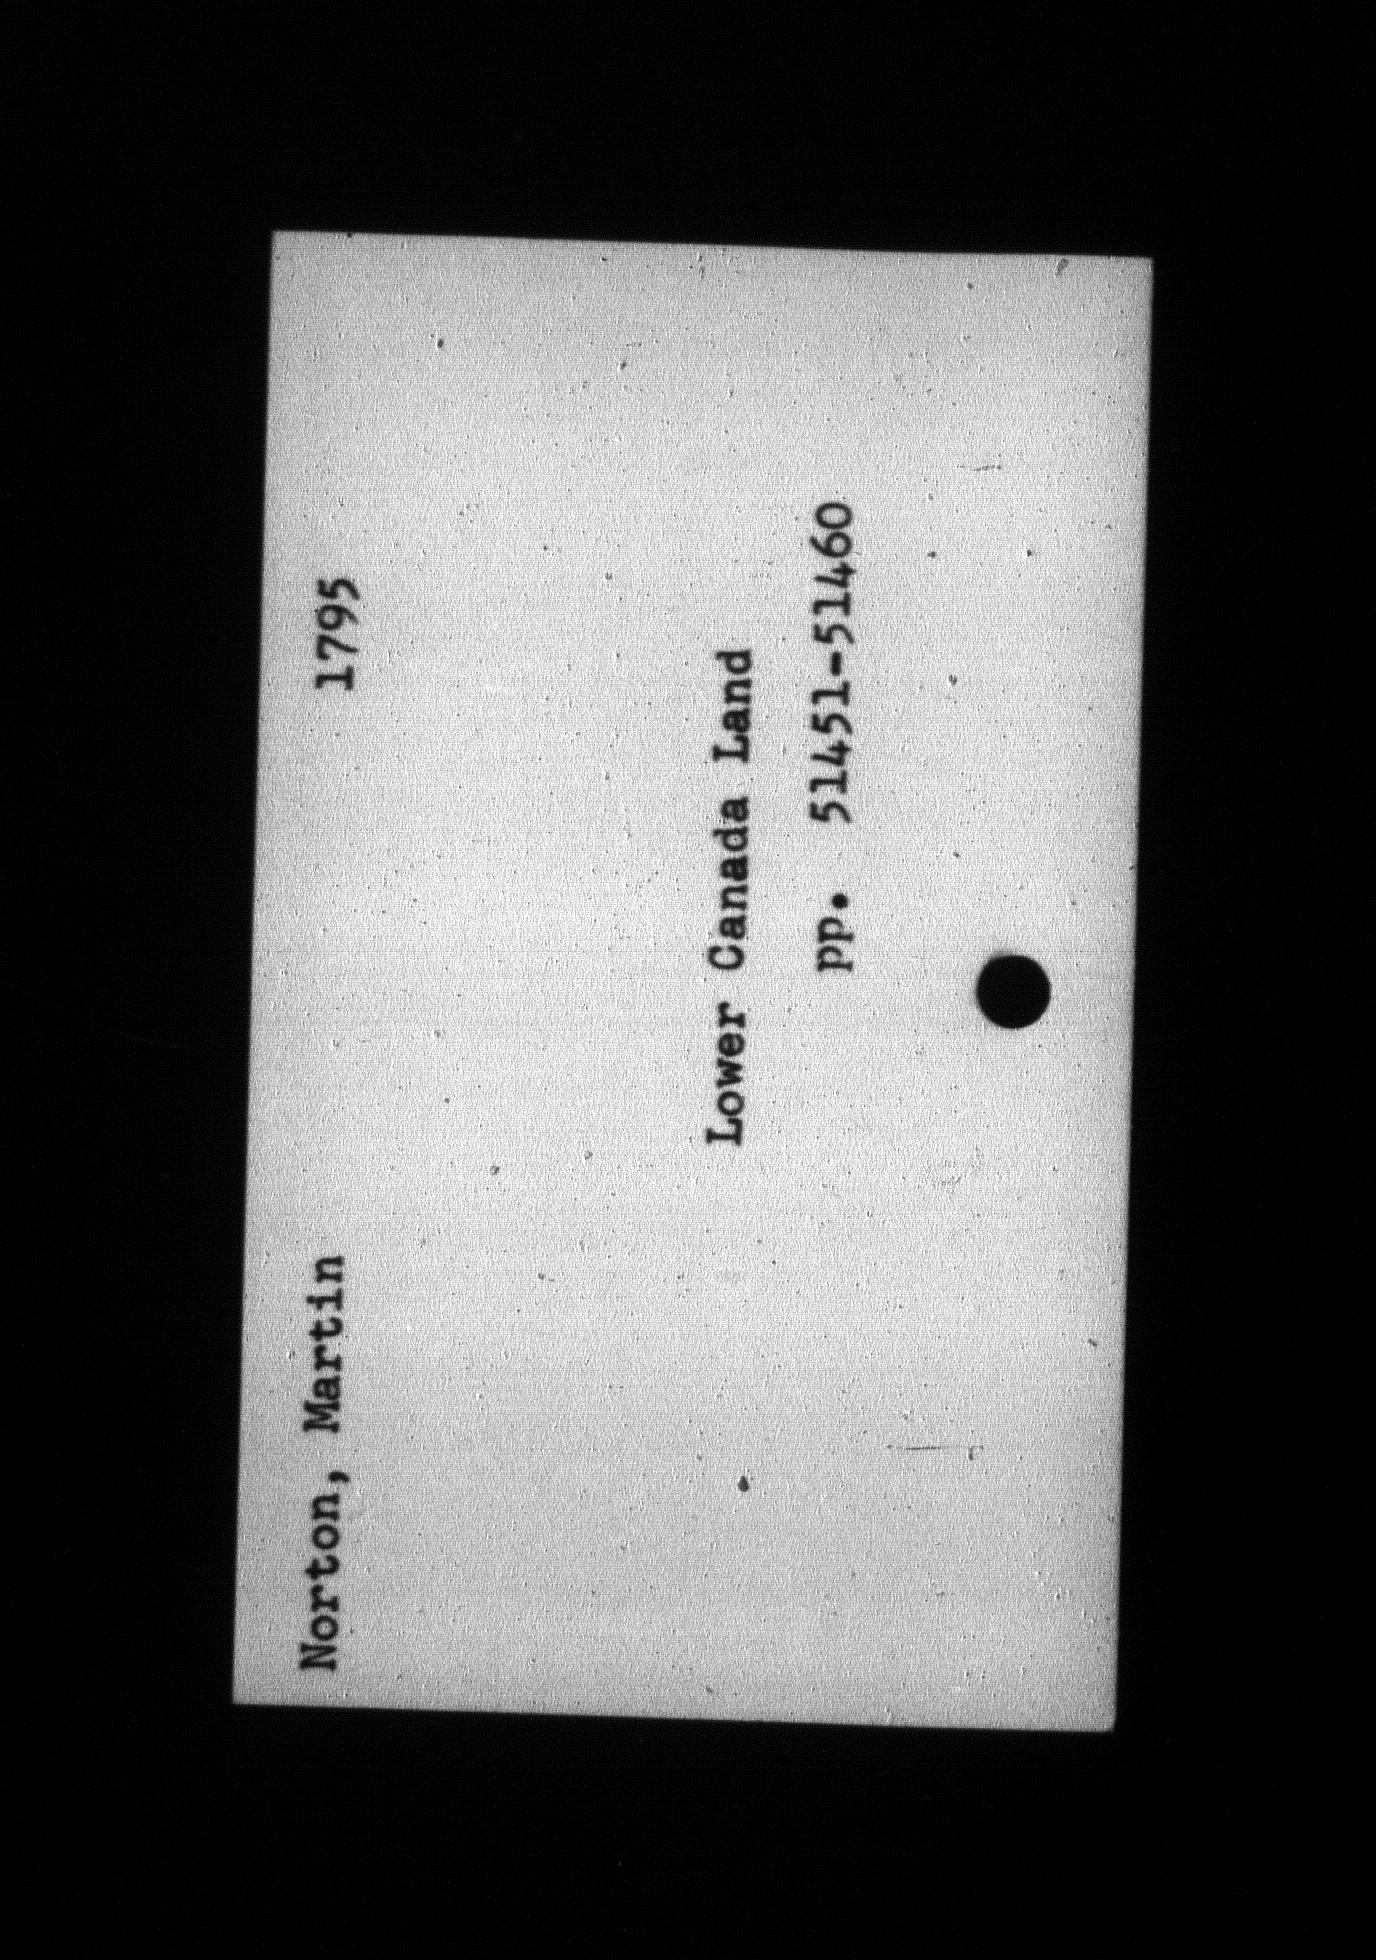 Norton, Martin 1795
Lower Canada Land
pp. 51451-51460